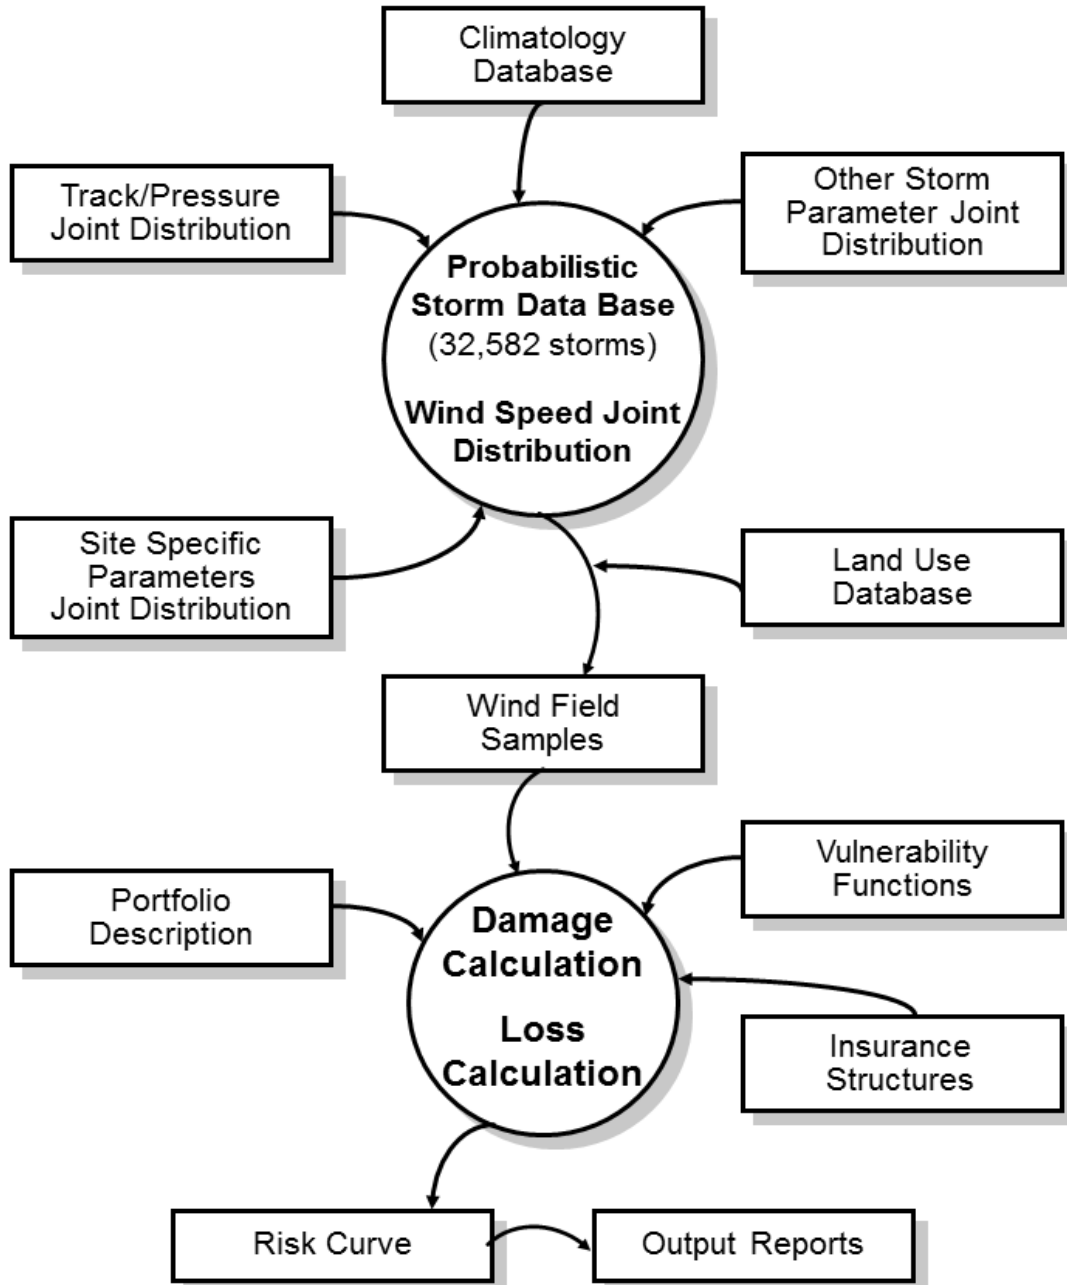 Climatology
Database
Track/Pressure
Joint Distribution
Other Storm
Parameter Joint
Distribution
Probabilistic
Storm Data Base
(32,582 storms)
Wind Speed Joint
Distribution
Site Specific
Parameters
Joint Distribution
Land Use
Database
Wind Field
Samples
Portfolio
Description
Vulnerability
Functions
Damage
Calculation
Loss
Calculation
Insurance
Structures
Risk Curve
Output Reports